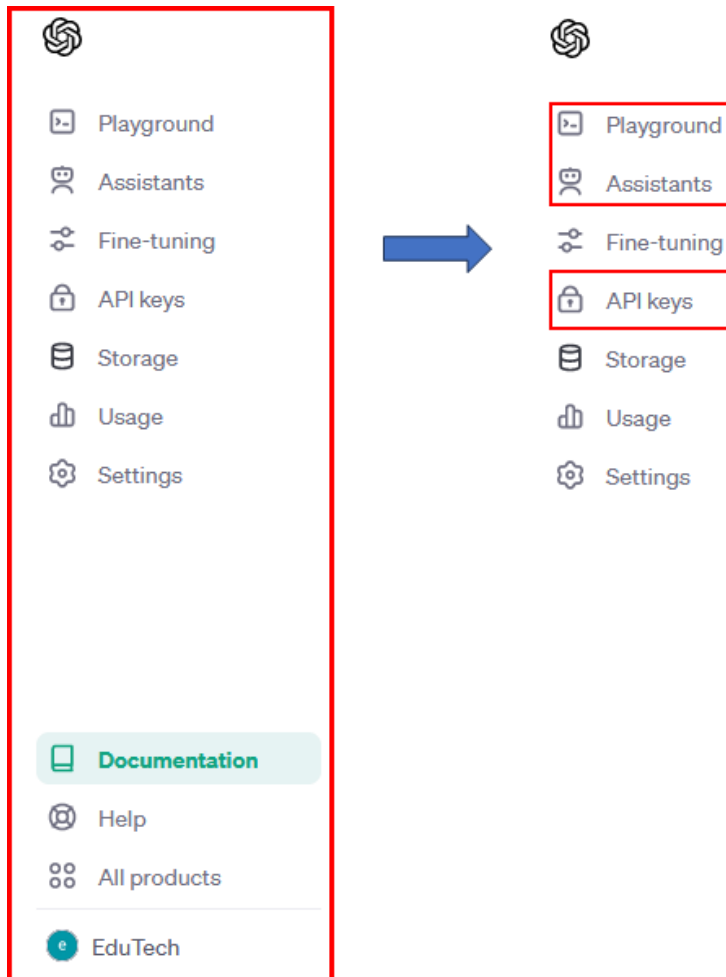 Playground
Assistants
Fine-tuning
API keys
Storage
Usage
Settings
Documentation
Help
All products
e EduTech
Playground
Assistants
Fine-tuning
API keys
Storage
Usage
Settings